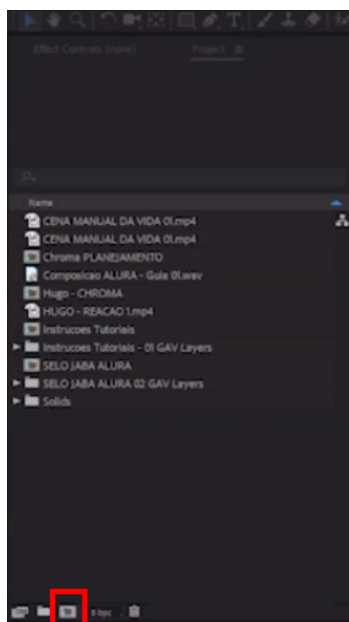 Effect Controls (none) Project
Name
CENA MANUAL DA VIDA 01.mp4
CENA MANUAL DA VIDA 01.mp4
Chroma PLANEJAMENTO
Composicao ALURA - Guia 01.wav
Hugo - CHROMA
HUGO - REACAO 1.mp4
Instrucoes Tutoriais
Instrucoes Tutoriais - 01 GAV Layers
SELO JABA ALURA
SELO JABA ALURA 02 GAV Layers
Solids
8 bpc